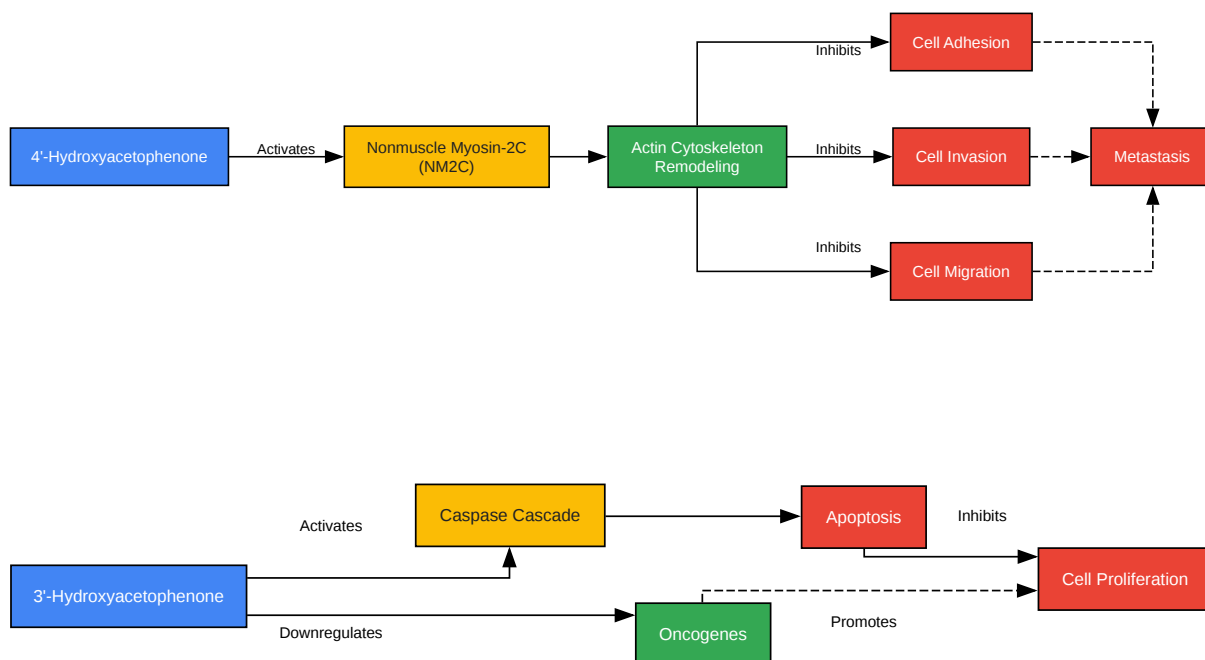 Cell Adhesion
Inhibits
4'-Hydroxyacetophenone
Activates
Nonmuscle Myosin-2C
(NM2C)
Actin Cytoskeleton
Remodeling
Inhibits
Cell Invasion
Metastasis
Inhibits
Cell Migration
Activates
Caspase Cascade
Apoptosis
Inhibits
3'-Hydroxyacetophenone
Cell Proliferation
Downregulates
Oncogenes
Promotes